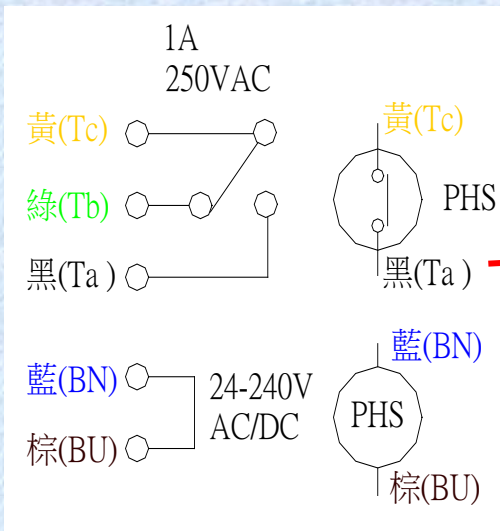 1A
250VAC
黃(Tc)
黃(Tc)
綠(Tb)
PHS
黑(Ta )
黑(Ta )
藍(BN)
藍(BN)
24-240V
AC/DC
PHS
棕(BU)
棕(BU)